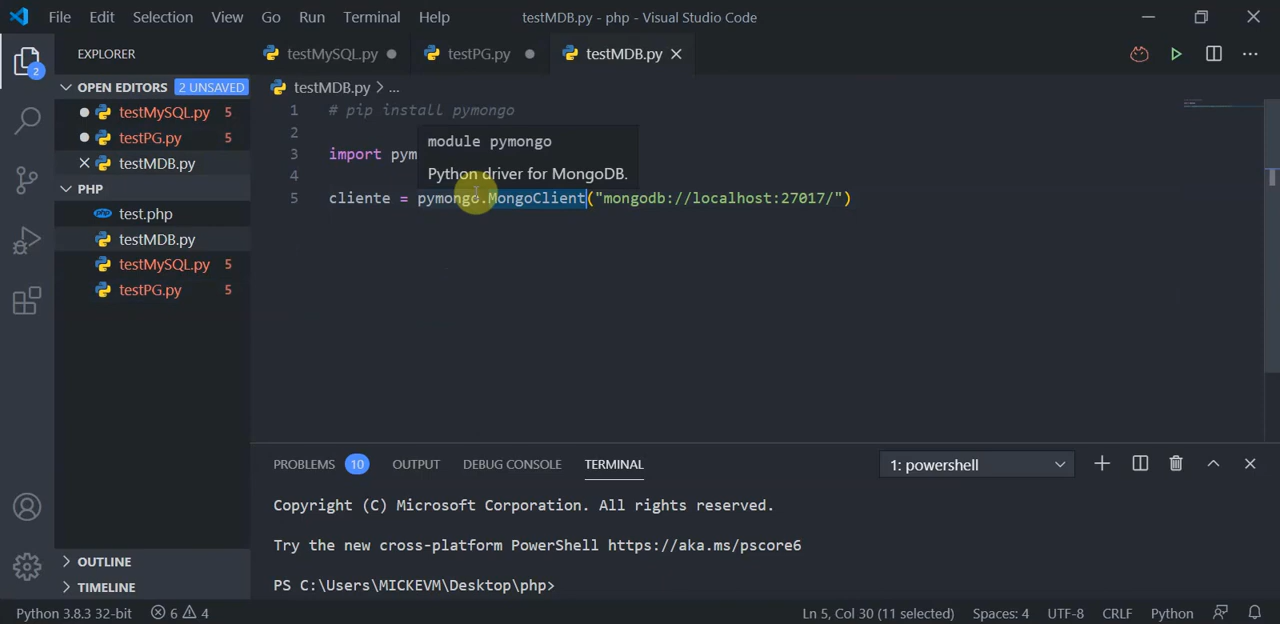 File Edit Selection View Go Run Terminal Help testMDB.py - php - Visual Studio Code
EXPLORER
testMySQL.py testPG.py testMDB.py
2
OPEN EDITORS 2 UNSAVED
testMySQL.py 5
testPG.py 5
testMDB.py
PHP
test.php
testMDB.py
testMySQL.py 5
testPG.py 5
OUTLINE
TIMELINE
testMDB.py > ...
1 # pip install pymongo
2
3 import pym
4
5 cliente = pymongo.MongoClient("mongodb://localhost:27017/")
module pymongo
Python driver for MongoDB.
PROBLEMS 10 OUTPUT DEBUG CONSOLE TERMINAL 1: powershell
Copyright (C) Microsoft Corporation. All rights reserved.
Try the new cross-platform PowerShell https://aka.ms/pscore6
PS C:\Users\MICKEVM\Desktop\php>
Python 3.8.3 32-bit 6 4 Ln 5, Col 30 (11 selected) Spaces: 4 UTF-8 CRLF Python